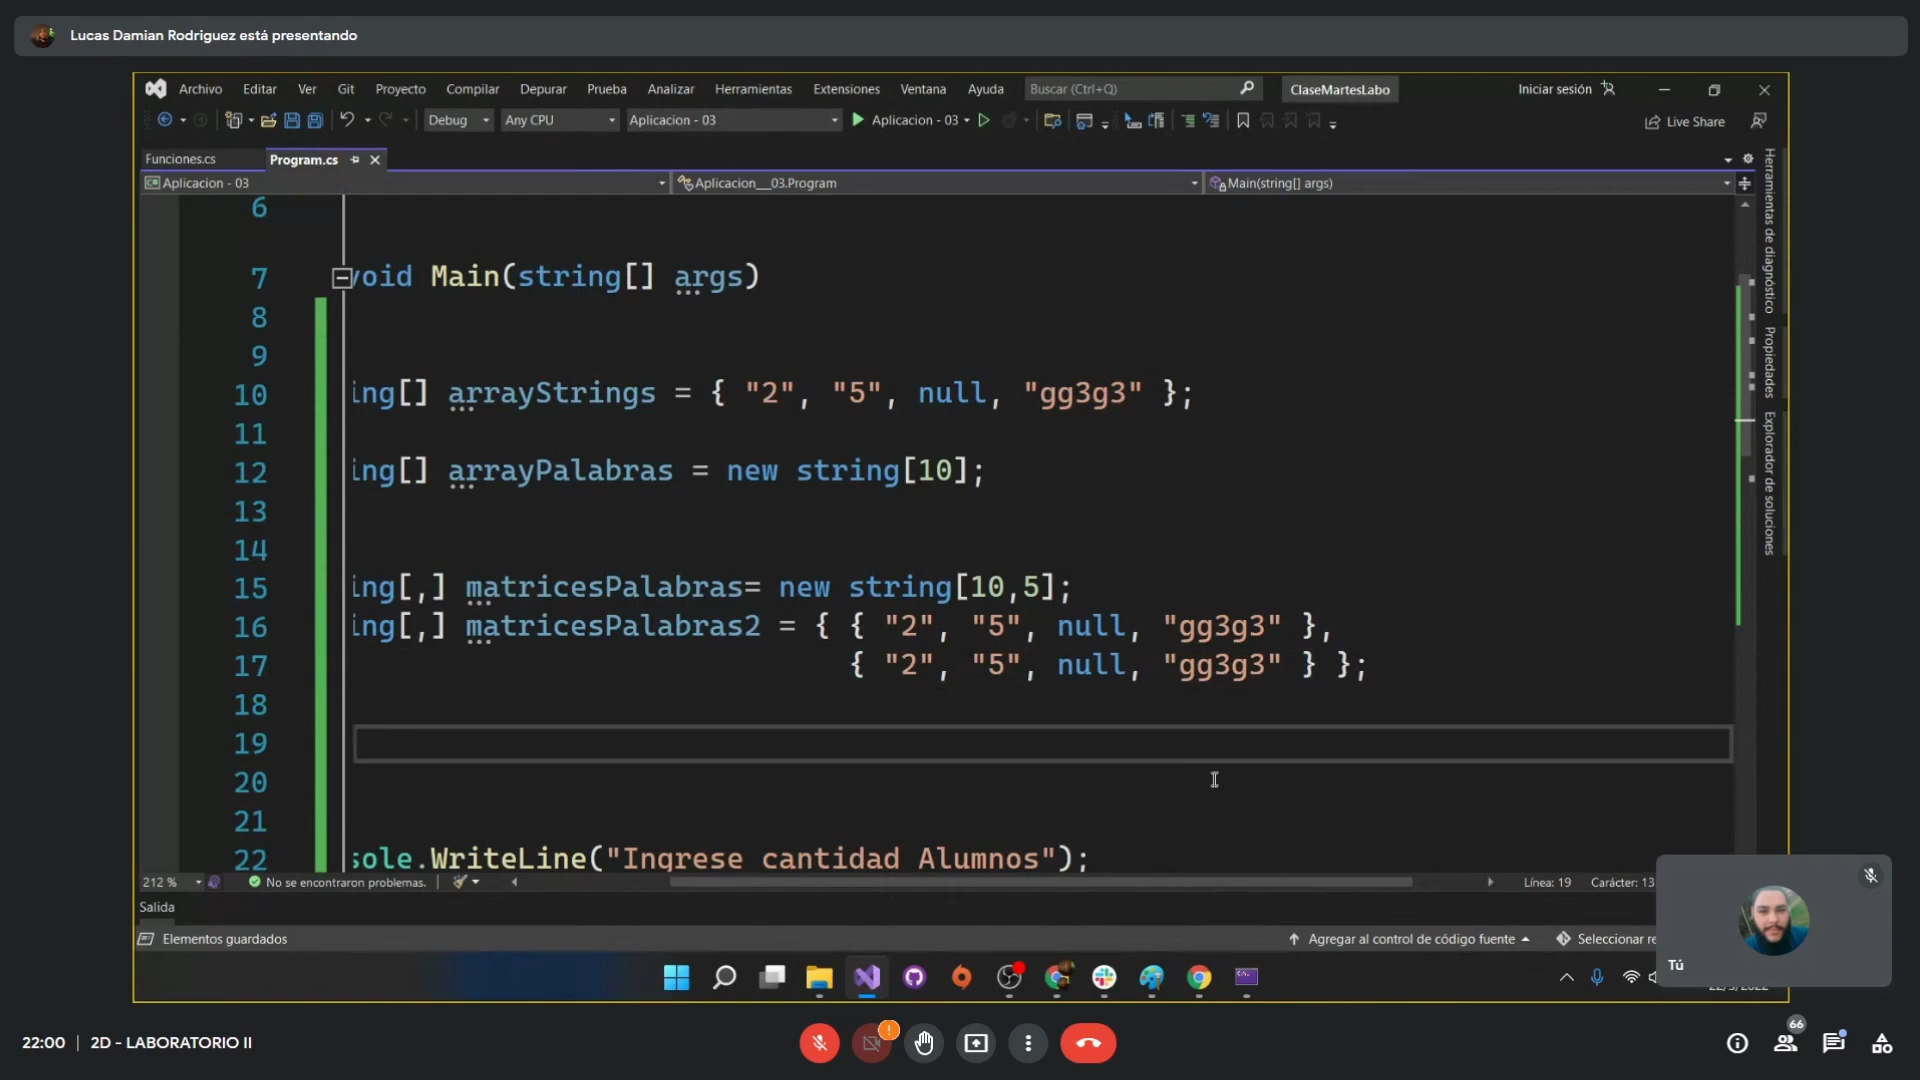 Lucas Damian Rodriguez está presentando
Archivo Editar Ver Git Proyecto Compilar Depurar Prueba Analizar Herramientas Extensiones Ventana Ayuda Buscar (Ctrl+Q) ClaseMartesLabo Iniciar sesión
Debug Any CPU Aplicacion - 03 Aplicacion - 03 Live Share
Funciones.cs Program.cs
Aplicacion - 03 Aplicacion__03.Program Main(string[] args)
6
7 void Main(string[] args)
8
9
10 ing[] arrayStrings = { "2", "5", null, "gg3g3" };
11
12 ing[] arrayPalabras = new string[10];
13
14
15 ing[,] matricesPalabras= new string[10,5];
16 ing[,] matricesPalabras2 = { { "2", "5", null, "gg3g3" },
17 { "2", "5", null, "gg3g3" } };
18
19
20
21
22 sole.WriteLine("Ingrese cantidad Alumnos");
Herramientas de diagnóstico
Propiedades
Explorador de soluciones
212 % No se encontraron problemas. Línea: 19 Carácter: 13
Salida
Elementos guardados Agregar al control de código fuente Seleccionar re
Tú
22:00 | 2D - LABORATORIO II
66